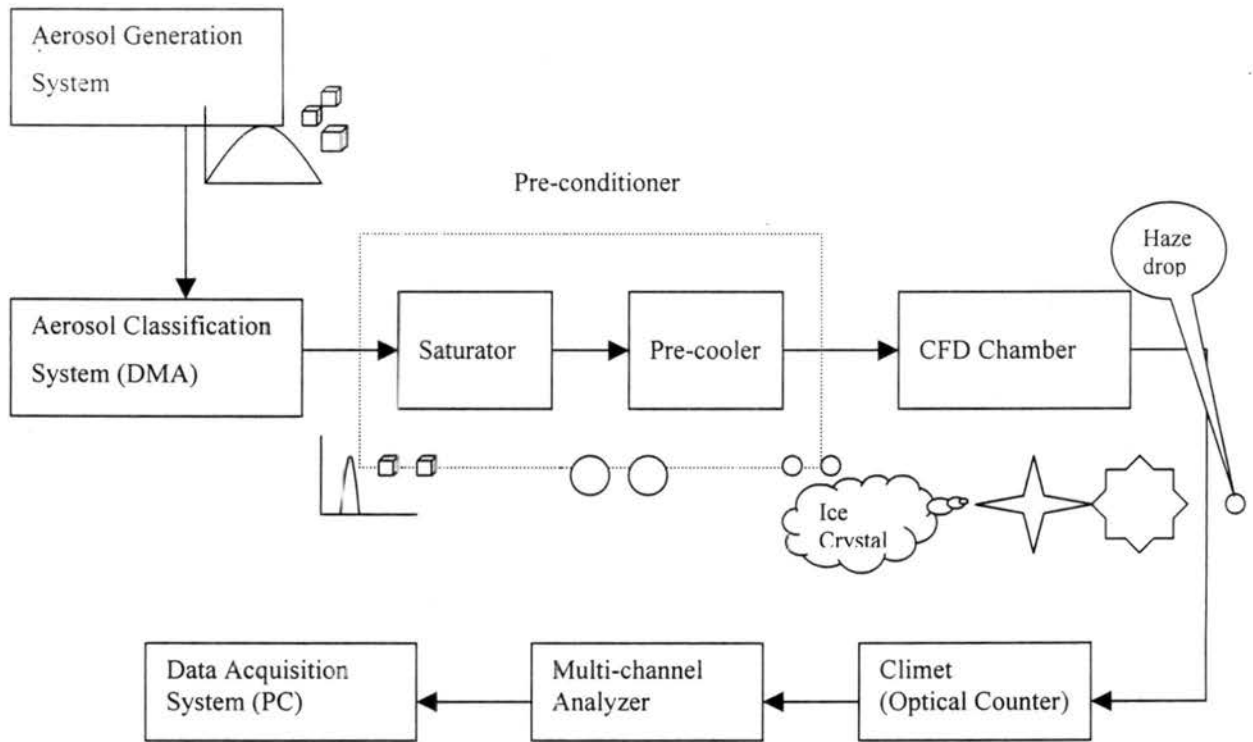 Aerosol Generation
System
Pre-conditioner
Haze
drop
Aerosol Classification
System (DMA)
Saturator
Pre-cooler
CFD Chamber
Ice
Crystal
Data Acquisition
System (PC)
Multi-channel
Analyzer
Climet
(Optical Counter)